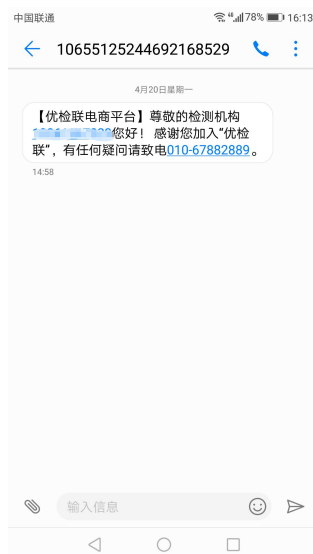 中国联通 46 78% 16:13
10655125244692168529
4月20日星期一
【优检联电商平台】尊敬的检测机构
您好！感谢您加入“优检
联”，有任何疑问请致电010-67882889。
14:58
输入信息